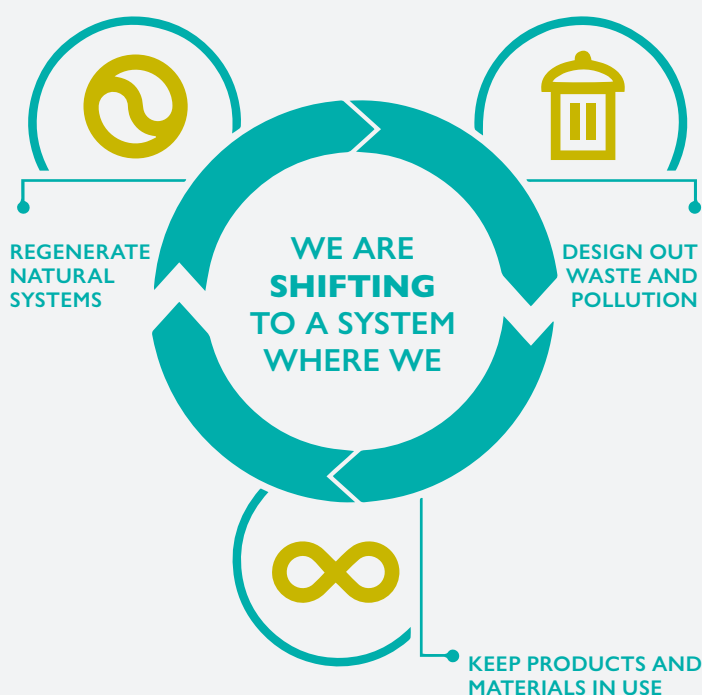 WE ARE
SHIFTING
TO A SYSTEM
WHERE WE
REGENERATE
NATURAL
SYSTEMS
DESIGN OUT
WASTE AND
POLLUTION
KEEP PRODUCTS AND
MATERIALS IN USE